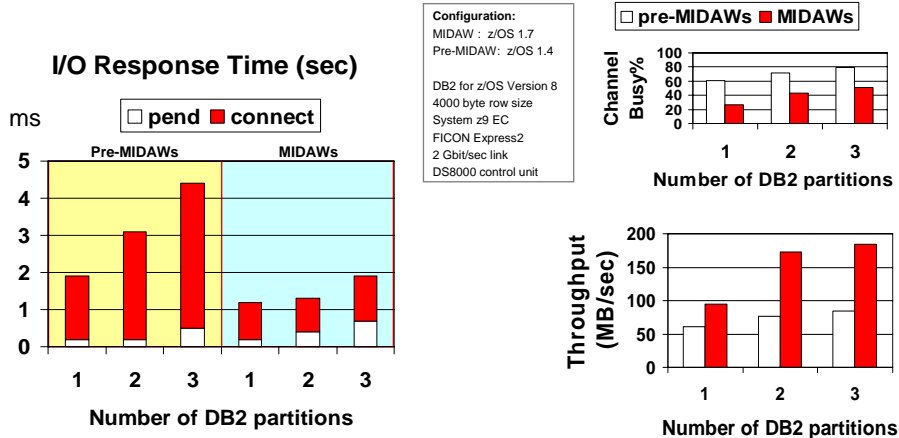 I/O Response Time (sec)
ms
pend connect
Pre-MIDAWs MIDAWs
5
4
3
2
1
0
1 2 3 1 2 3
Number of DB2 partitions
Configuration:
MIDAW : z/OS 1.7
Pre-MIDAW: z/OS 1.4
DB2 for z/OS Version 8
4000 byte row size
System z9 EC
FICON Express2
2 Gbit/sec link
DS8000 control unit
pre-MIDAWs MIDAWs
Channel
Busy%
100
80
60
40
20
0
1 2 3
Number of DB2 partitions
Throughput
(MB/sec)
200
150
100
50
0
1 2 3
Number of DB2 partitions